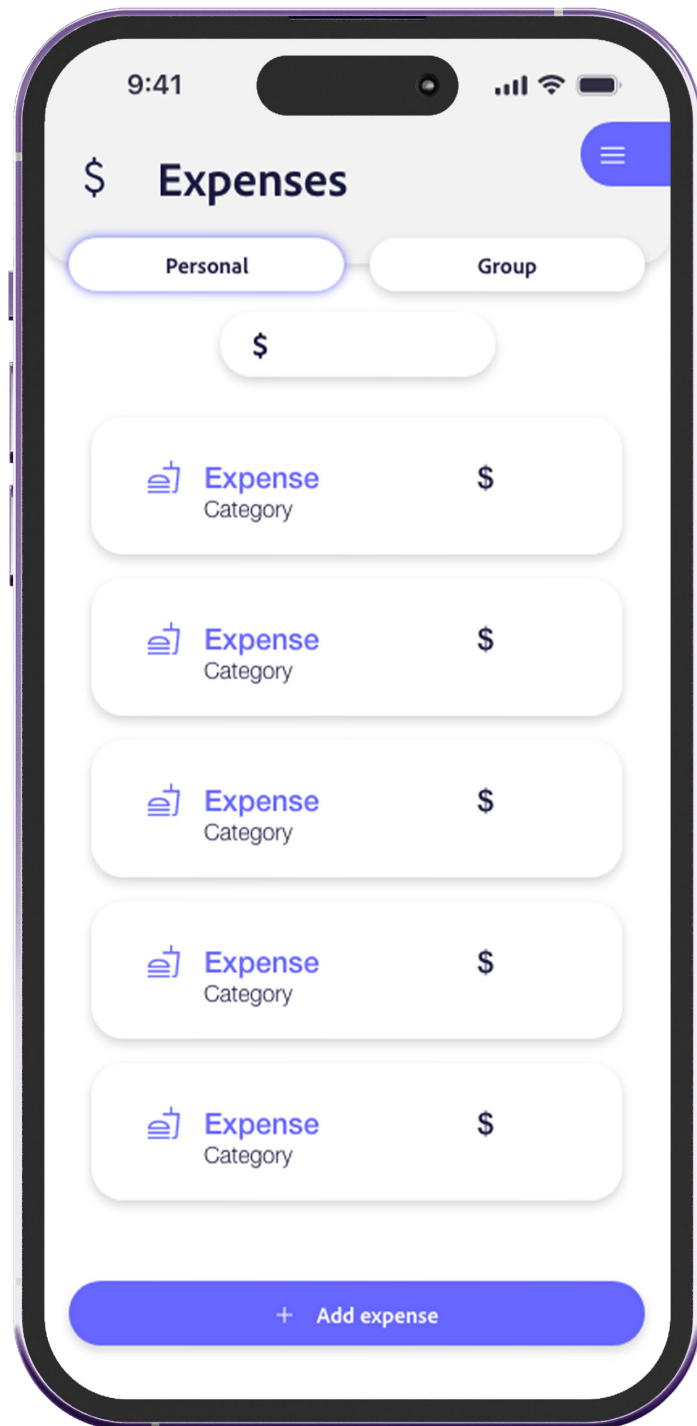 9:41
$ Expenses
Personal Group
$
Expense $
Category
Expense $
Category
Expense $
Category
Expense $
Category
Expense $
Category
+ Add expense